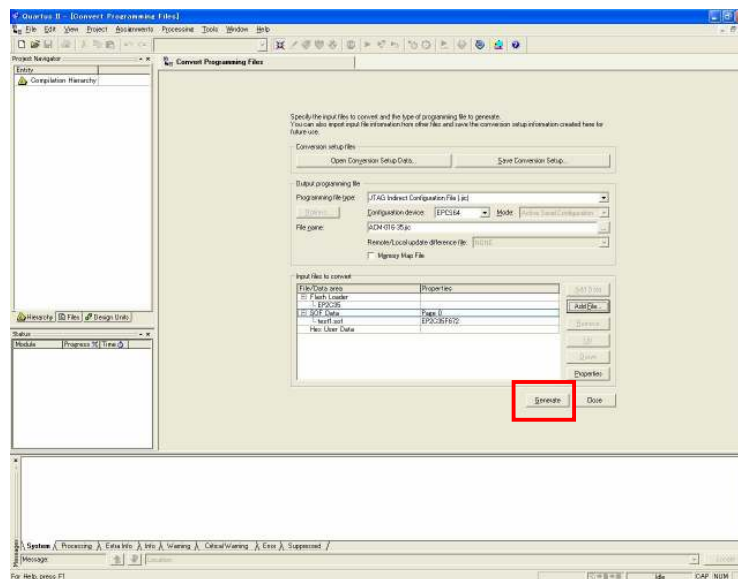 Quartus II - [Convert Programming Files]
File Edit View Project Assignments Processing Tools Window Help
Project Navigator
Entity
Compilation Hierarchy
Convert Programming Files
Specify the input files to convert and the type of programming file to generate.
You can also import input file information from other files and save the conversion setup information created here for
future use.
Conversion setup files
Open Conversion Setup Data...
Save Conversion Setup...
Output programming file
Programming file type:
JTAG Indirect Configuration File (.jic)
Options...
Configuration device:
EPCS64
Mode:
Active Serial Configuration
File name:
ACM-016-35.jic
Remote/Local update difference file:
NONE
Memory Map File
Input files to convert
File/Data area Properties
Flash Loader
EP2C35
SOF Data Page 0
test1.sof EP2C35F672
Hex User Data
Add Data
Add File...
Remove
Up
Down
Properties
Generate
Close
Hierarchy Files Design Units
Status
Module Progress % Time
System Processing Extra Info Info Warning Critical Warning Error Suppressed
Messages
Message:
Location:
Locate
For Help, press F1
Idle
CAP NUM